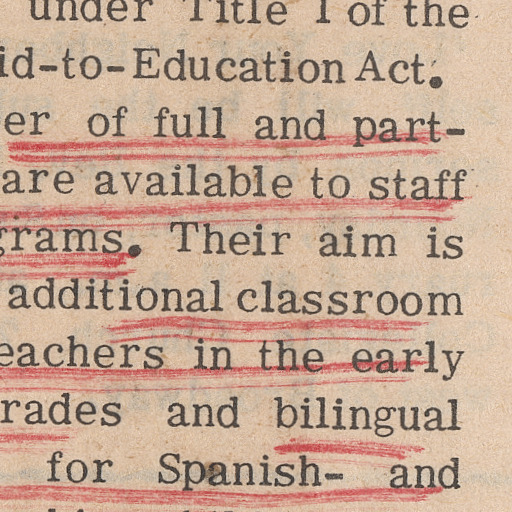 under Title I of the
id-to-Education Act.
er of full and part-
are available to staff
grams. Their aim is
additional classroom
eachers in the early
rades and bilingual
for Spanish- and